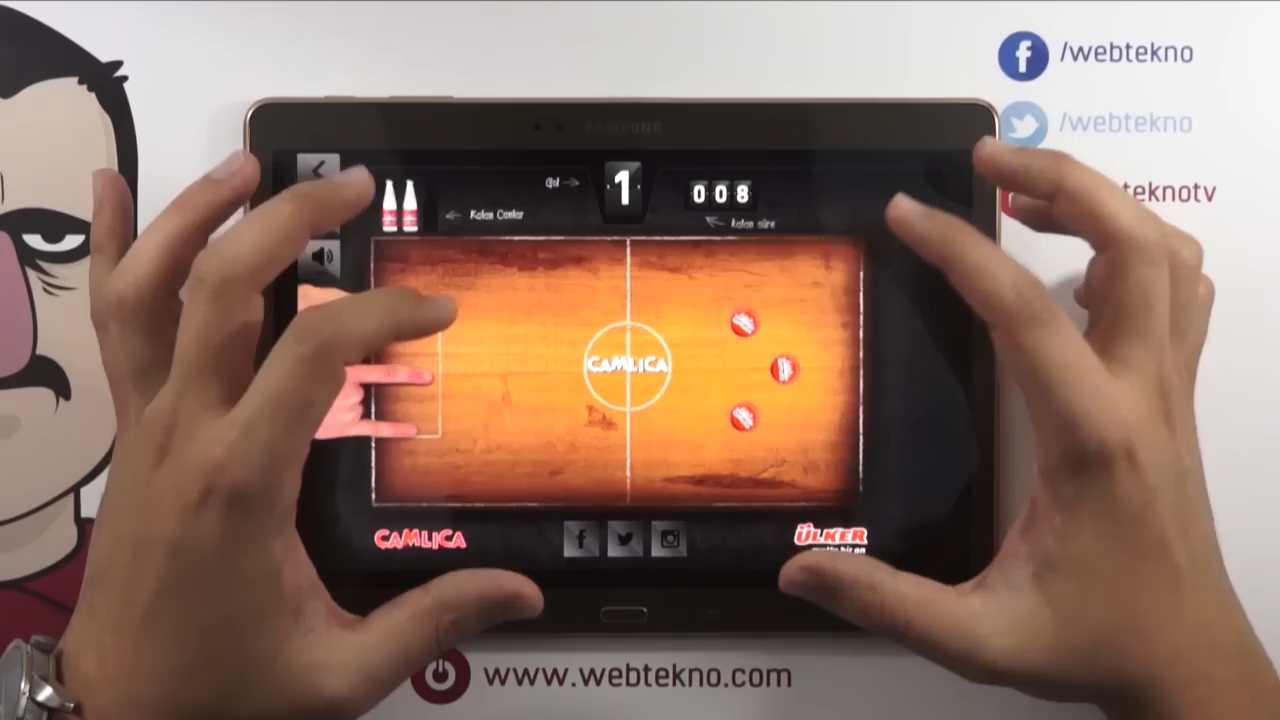 /webtekno
/webtekno
teknotv
SAMSUNG
Gol
1
008
Kalan Canlar
kalan süre
CAMLICA
CAMLICA
ÜLKER
www.webtekno.com